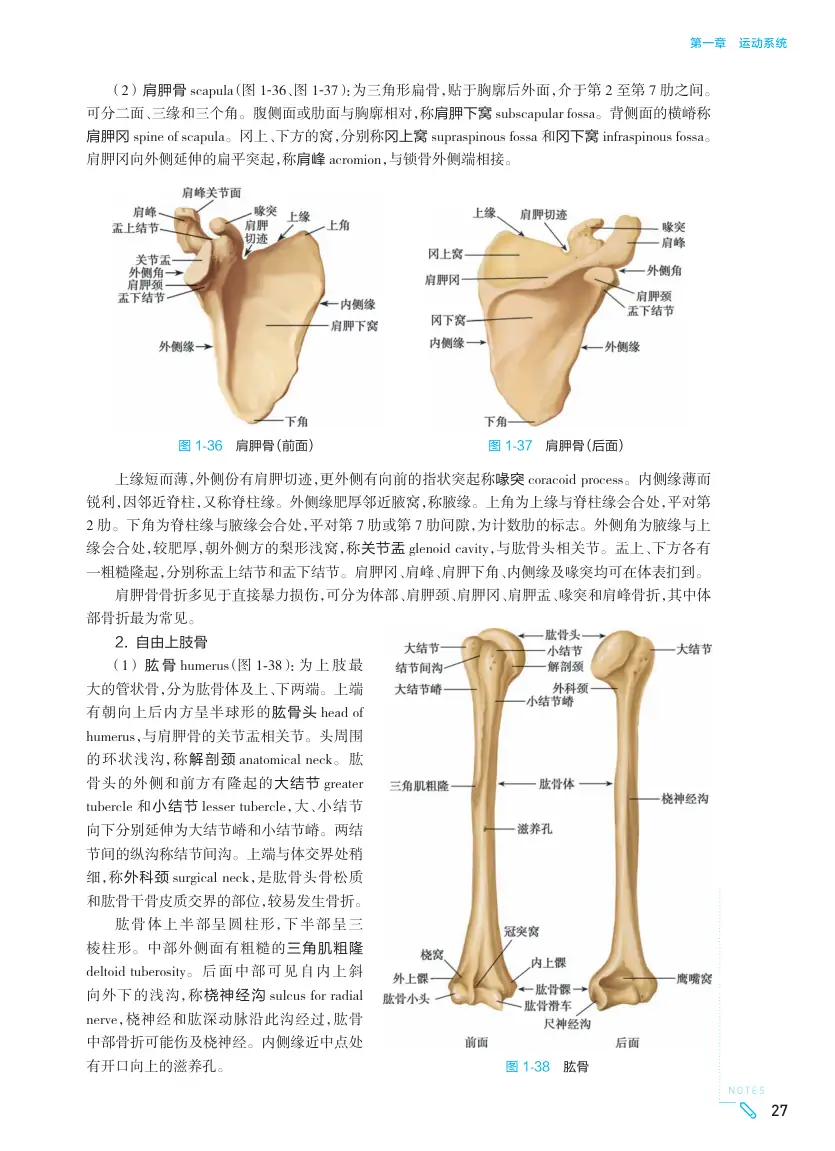 第一章 运动系统
（2）肩胛骨 scapula（图 1-36、图 1-37）：为三角形扁骨，贴于胸廓后外面，介于第 2 至第 7 肋之间。
可分二面、三缘和三个角。腹侧面或肋面与胸廓相对，称肩胛下窝 subscapular fossa。背侧面的横嵴称
肩胛冈 spine of scapula。冈上、下方的窝，分别称冈上窝 supraspinous fossa 和冈下窝 infraspinous fossa。
肩胛冈向外侧延伸的扁平突起，称肩峰 acromion，与锁骨外侧端相接。
肩峰关节面
肩峰
盂上结节
喙突
肩胛
切迹
上缘
上角
关节盂
外侧角
肩胛颈
盂下结节
内侧缘
肩胛下窝
外侧缘
下角
图 1-36 肩胛骨（前面）
上缘
肩胛切迹
喙突
肩峰
冈上窝
肩胛冈
外侧角
肩胛颈
盂下结节
冈下窝
内侧缘
外侧缘
下角
图 1-37 肩胛骨（后面）
上缘短而薄，外侧份有肩胛切迹，更外侧有向前的指状突起称喙突 coracoid process。内侧缘薄而
锐利，因邻近脊柱，又称脊柱缘。外侧缘肥厚邻近腋窝，称腋缘。上角为上缘与脊柱缘会合处，平对第
2 肋。下角为脊柱缘与腋缘会合处，平对第 7 肋或第 7 肋间隙，为计数肋的标志。外侧角为腋缘与上
缘会合处，较肥厚，朝外侧方的梨形浅窝，称关节盂 glenoid cavity，与肱骨头相关节。盂上、下方各有
一粗糙隆起，分别称盂上结节和盂下结节。肩胛冈、肩峰、肩胛下角、内侧缘及喙突均可在体表扪到。
肩胛骨骨折多见于直接暴力损伤，可分为体部、肩胛颈、肩胛冈、肩胛盂、喙突和肩峰骨折，其中体
部骨折最为常见。
2. 自由上肢骨
（1）肱骨 humerus（图 1-38）：为上肢最
大的管状骨，分为肱骨体及上、下两端。上端
有朝向上后内方呈半球形的肱骨头 head of
humerus，与肩胛骨的关节盂相关节。头周围
的环状浅沟，称解剖颈 anatomical neck。肱
骨头的外侧和前方有隆起的大结节 greater
tubercle 和小结节 lesser tubercle，大、小结节
向下分别延伸为大结节嵴和小结节嵴。两结
节间的纵沟称结节间沟。上端与体交界处稍
细，称外科颈 surgical neck，是肱骨头骨松质
和肱骨干骨皮质交界的部位，较易发生骨折。
肱骨体上半部呈圆柱形，下半部呈三
棱柱形。中部外侧面有粗糙的三角肌粗隆
deltoid tuberosity。后面中部可见自内上斜
向外下的浅沟，称桡神经沟 sulcus for radial
nerve，桡神经和肱深动脉沿此沟经过，肱骨
中部骨折可能伤及桡神经。内侧缘近中点处
有开口向上的滋养孔。
大结节
结节间沟
大结节嵴
肱骨头
小结节
解剖颈
外科颈
小结节嵴
大结节
三角肌粗隆
肱骨体
桡神经沟
滋养孔
冠突窝
桡窝
外上髁
肱骨小头
内上髁
肱骨髁
肱骨滑车
尺神经沟
鹰嘴窝
前面
后面
图 1-38 肱骨
NOTES
27